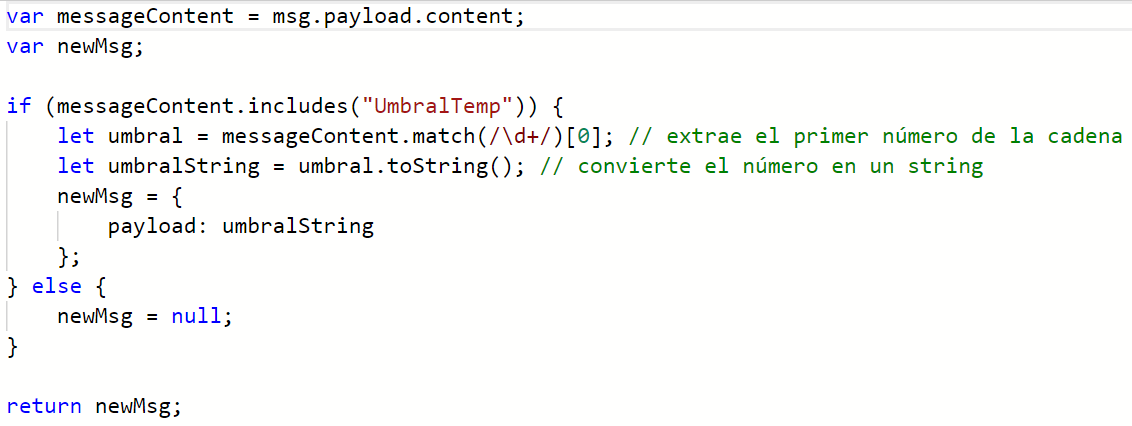 var messageContent = msg.payload.content;
var newMsg;

if (messageContent.includes("UmbralTemp")) {
    let umbral = messageContent.match(/\d+/)[0]; // extrae el primer número de la cadena
    let umbralString = umbral.toString(); // convierte el número en un string
    newMsg = {
        payload: umbralString
    };
} else {
    newMsg = null;
}

return newMsg;